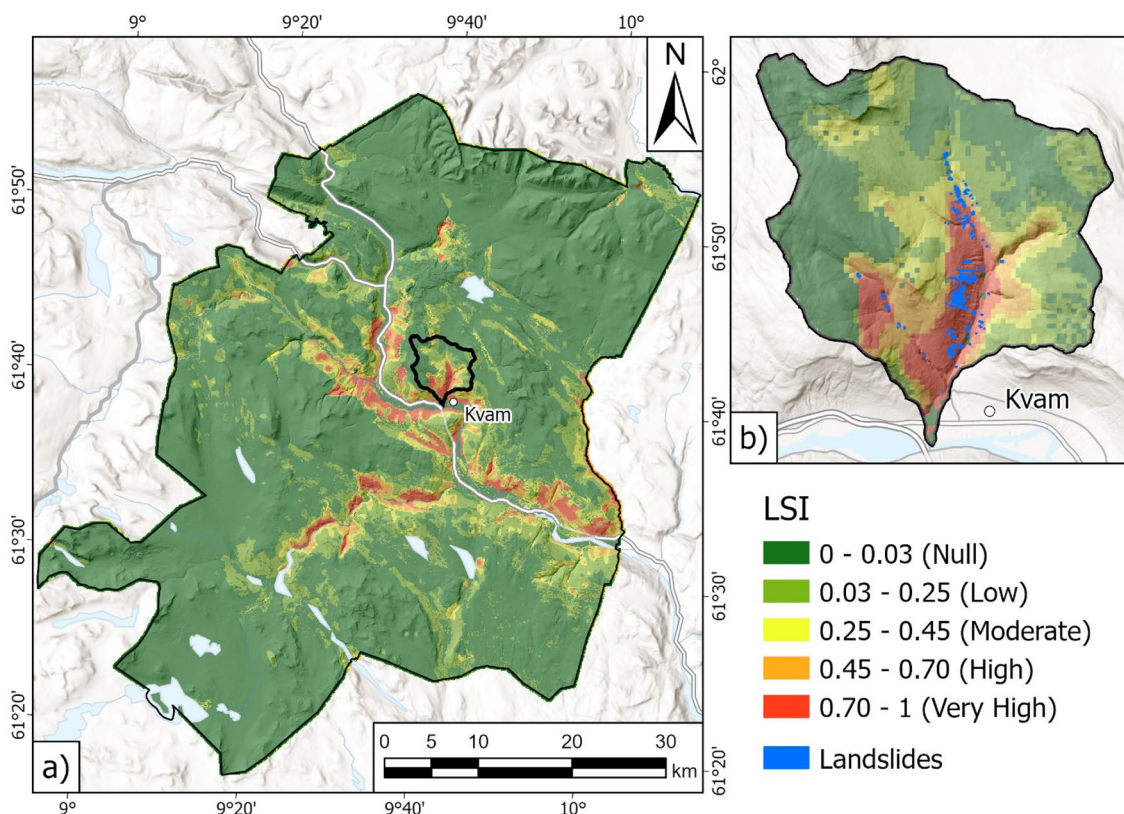 9°
9°20'
9°40'
10°
N
61°50'
61°40'
61°30'
61°20'
Kvam
0 5 10 20 30
km
a)
61°50'
61°40'
61°30'
61°20'
9°
9°20'
9°40'
10°
62°
Kvam
b)
LSI
0 - 0.03 (Null)
0.03 - 0.25 (Low)
0.25 - 0.45 (Moderate)
0.45 - 0.70 (High)
0.70 - 1 (Very High)
Landslides